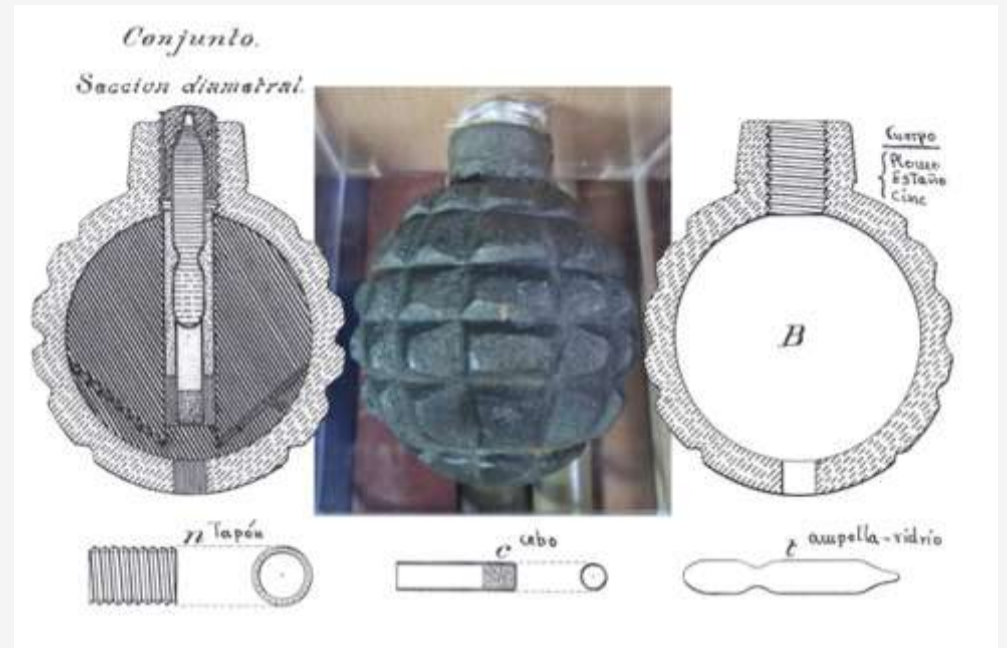 Conjunto.
Seccion diametral.
Cuerpo
Plomo
Estaño
Cinc
B
n Tapón
c cebo
t ampolla-vidrio